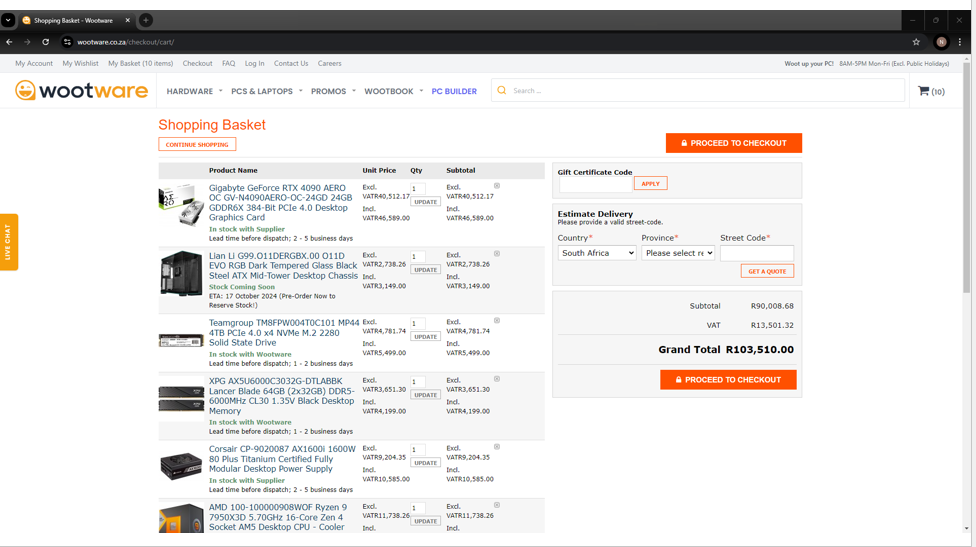 Shopping Basket - Wootware
wootware.co.za/checkout/cart/
N
My Account My Wishlist My Basket (10 items) Checkout FAQ Log In Contact Us Careers
Woot up your PC! 8AM-5PM Mon-Fri (Excl. Public Holidays)
wootware
HARDWARE PCS & LAPTOPS PROMOS WOOTBOOK PC BUILDER
Search ...
(10)
Shopping Basket
CONTINUE SHOPPING
PROCEED TO CHECKOUT
LIVE CHAT
Product Name Unit Price Qty Subtotal
Gigabyte GeForce RTX 4090 AERO
OC GV-N4090AERO-OC-24GD 24GB
GDDR6X 384-Bit PCIe 4.0 Desktop
Graphics Card
In stock with Supplier
Lead time before dispatch; 2 - 5 business days
Excl.
VATR40,512.17
Incl.
VATR46,589.00
1
UPDATE
Excl.
VATR40,512.17
Incl.
VATR46,589.00
Lian Li G99.O11DERGBX.00 O11D
EVO RGB Dark Tempered Glass Black
Steel ATX Mid-Tower Desktop Chassis
Stock Coming Soon
ETA: 17 October 2024 (Pre-Order Now to
Reserve Stock!)
Excl.
VATR2,738.26
Incl.
VATR3,149.00
1
UPDATE
Excl.
VATR2,738.26
Incl.
VATR3,149.00
Teamgroup TM8FPW004T0C101 MP44
4TB PCIe 4.0 x4 NVMe M.2 2280
Solid State Drive
In stock with Wootware
Lead time before dispatch; 1 - 2 business days
Excl.
VATR4,781.74
Incl.
VATR5,499.00
1
UPDATE
Excl.
VATR4,781.74
Incl.
VATR5,499.00
XPG AX5U6000C3032G-DTLABBK
Lancer Blade 64GB (2x32GB) DDR5-
6000MHz CL30 1.35V Black Desktop
Memory
In stock with Wootware
Lead time before dispatch; 1 - 2 business days
Excl.
VATR3,651.30
Incl.
VATR4,199.00
1
UPDATE
Excl.
VATR3,651.30
Incl.
VATR4,199.00
Corsair CP-9020087 AX1600i 1600W
80 Plus Titanium Certified Fully
Modular Desktop Power Supply
In stock with Supplier
Lead time before dispatch; 2 - 5 business days
Excl.
VATR9,204.35
Incl.
VATR10,585.00
1
UPDATE
Excl.
VATR9,204.35
Incl.
VATR10,585.00
AMD 100-100000908WOF Ryzen 9
7950X3D 5.70GHz 16-Core Zen 4
Socket AM5 Desktop CPU - Cooler
Excl.
VATR11,738.26
Incl.
1
UPDATE
Excl.
VATR11,738.26
Incl.
Gift Certificate Code
APPLY
Estimate Delivery
Please provide a valid street-code.
Country* Province* Street Code*
South Africa Please select re
GET A QUOTE
Subtotal R90,008.68
VAT R13,501.32
Grand Total R103,510.00
PROCEED TO CHECKOUT